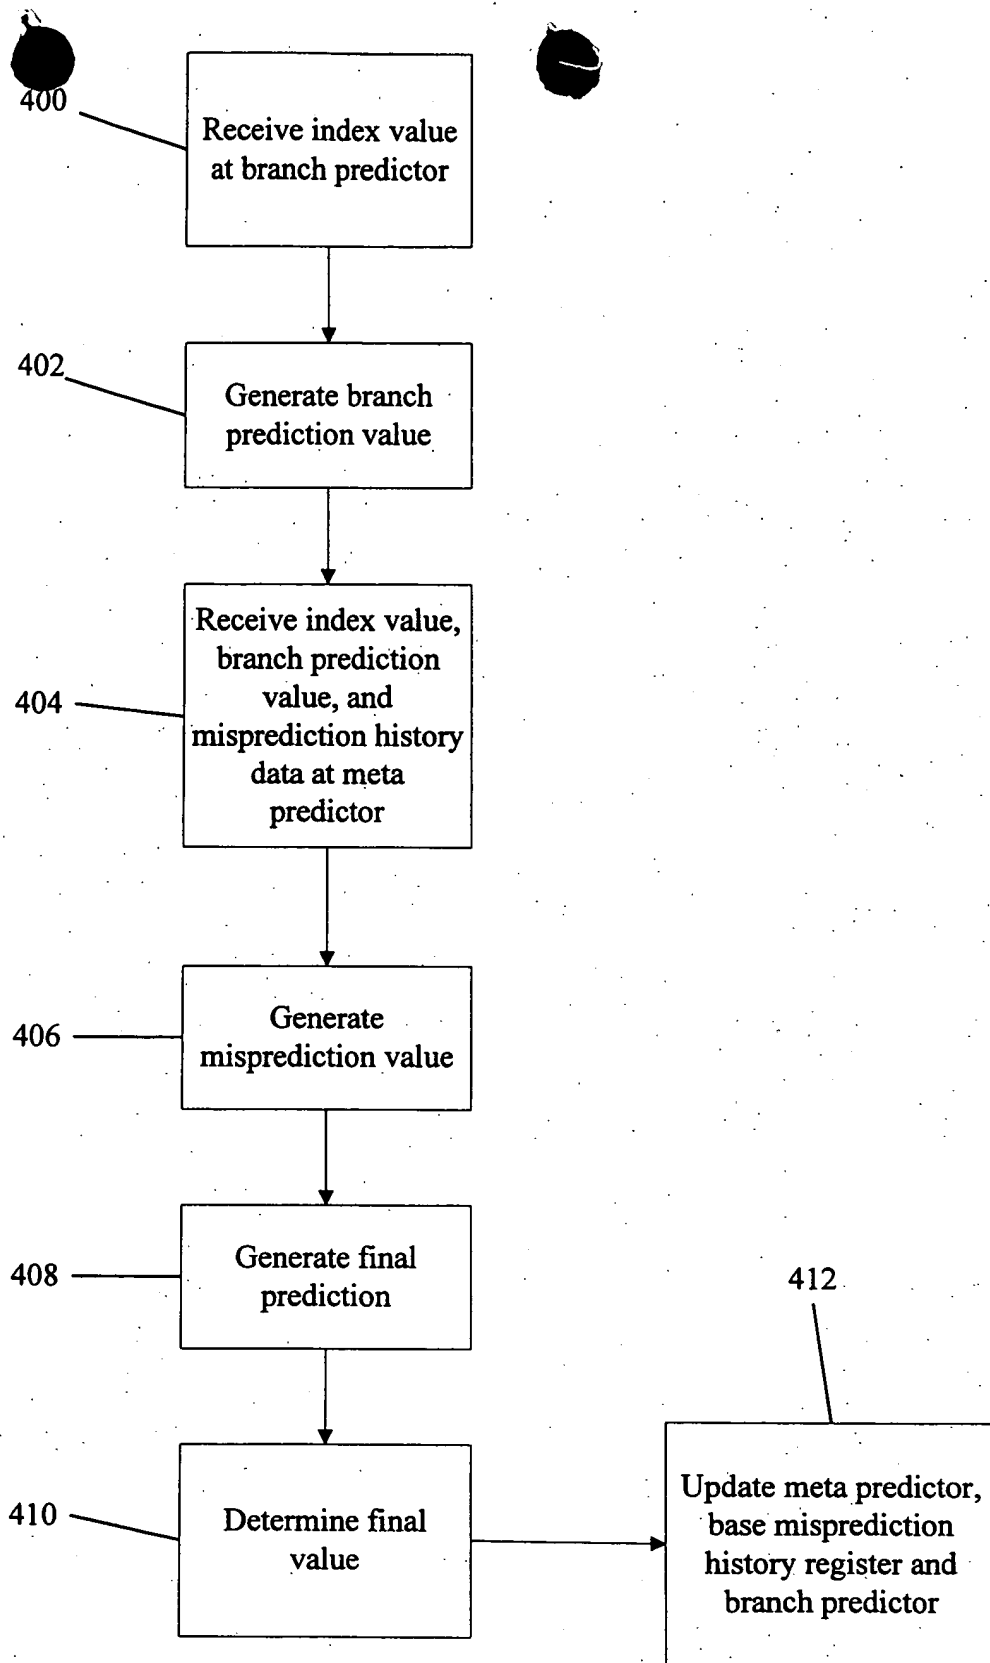 400
Receive index value
at branch predictor
402
Generate branch
prediction value
404
Receive index value,
branch prediction
value, and
misprediction history
data at meta
predictor
406
Generate
misprediction value
408
Generate final
prediction
410
Determine final
value
412
Update meta predictor,
base misprediction
history register and
branch predictor